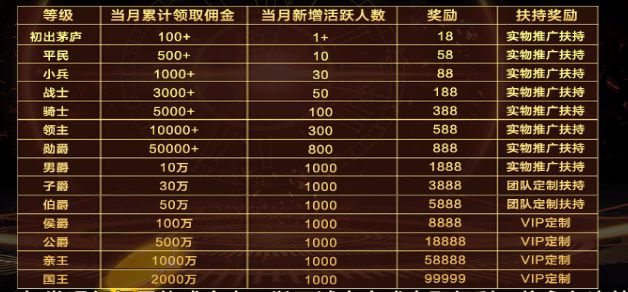 等级 当月累计领取佣金 当月新增活跃人数 奖励 扶持奖励
初出茅庐 100+ 1+ 18 实物推广扶持
平民 500+ 10 58 实物推广扶持
小兵 1000+ 30 88 实物推广扶持
战士 3000+ 50 188 实物推广扶持
骑士 5000+ 100 388 实物推广扶持
领主 10000+ 300 588 实物推广扶持
勋爵 50000+ 800 888 实物推广扶持
男爵 10万 1000 1888 实物推广扶持
子爵 30万 1000 3888 团队定制扶持
伯爵 50万 1000 5888 团队定制扶持
侯爵 100万 1000 8888 VIP定制
公爵 500万 1000 18888 VIP定制
亲王 1000万 1000 58888 VIP定制
国王 2000万 1000 99999 VIP定制